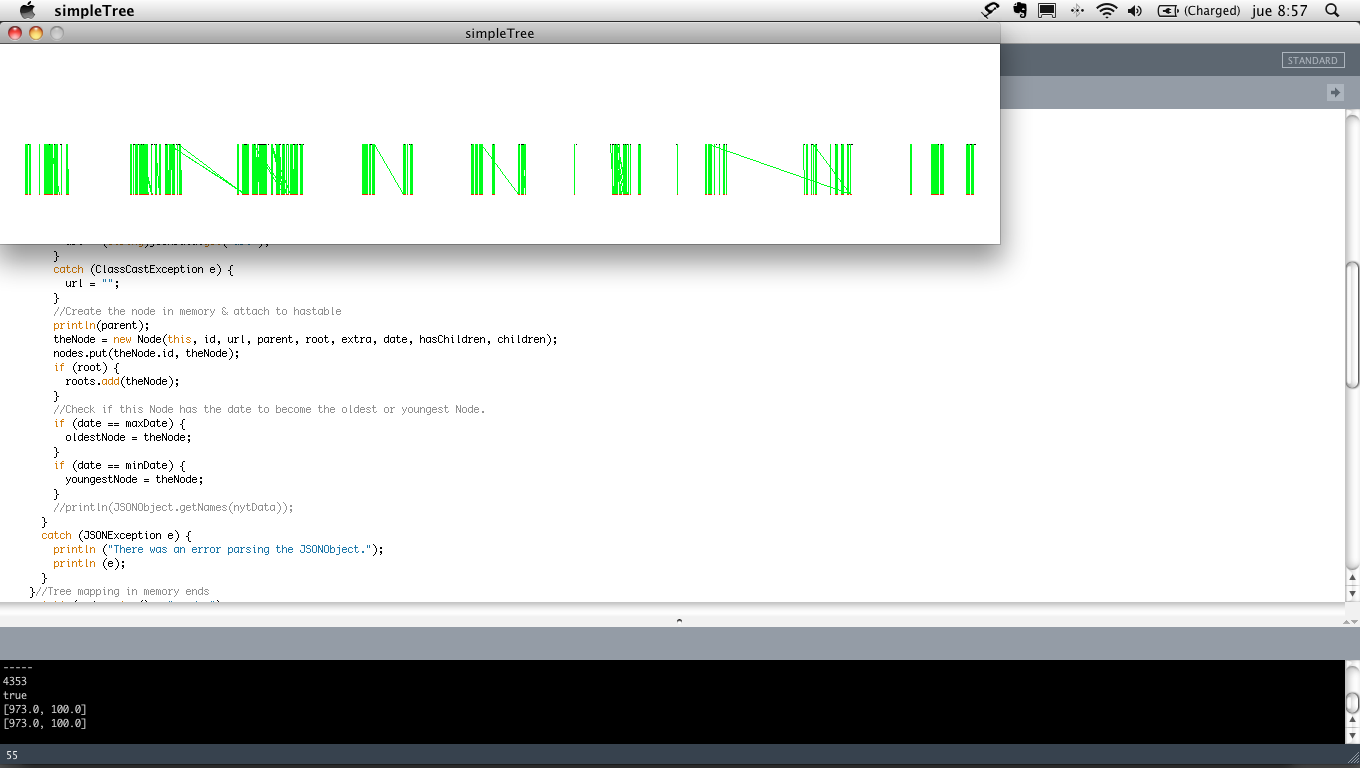 simpleTree
(Charged) jue 8:57
simpleTree
STANDARD
}
catch (ClassCastException e) {
url = "";
}
//Create the node in memory & attach to hastable
println(parent);
theNode = new Node(this, id, url, parent, root, extra, date, hasChildren, children);
nodes.put(theNode.id, theNode);
if (root) {
roots.add(theNode);
}
//Check if this Node has the date to become the oldest or youngest Node.
if (date == maxDate) {
oldestNode = theNode;
}
if (date == minDate) {
youngestNode = theNode;
}
//println(JSONObject.getNames(nytData));
}
catch (JSONException e) {
println ("There was an error parsing the JSONObject.");
println (e);
}
}//Tree mapping in memory ends
-----
4353
true
[973.0, 100.0]
[973.0, 100.0]
55